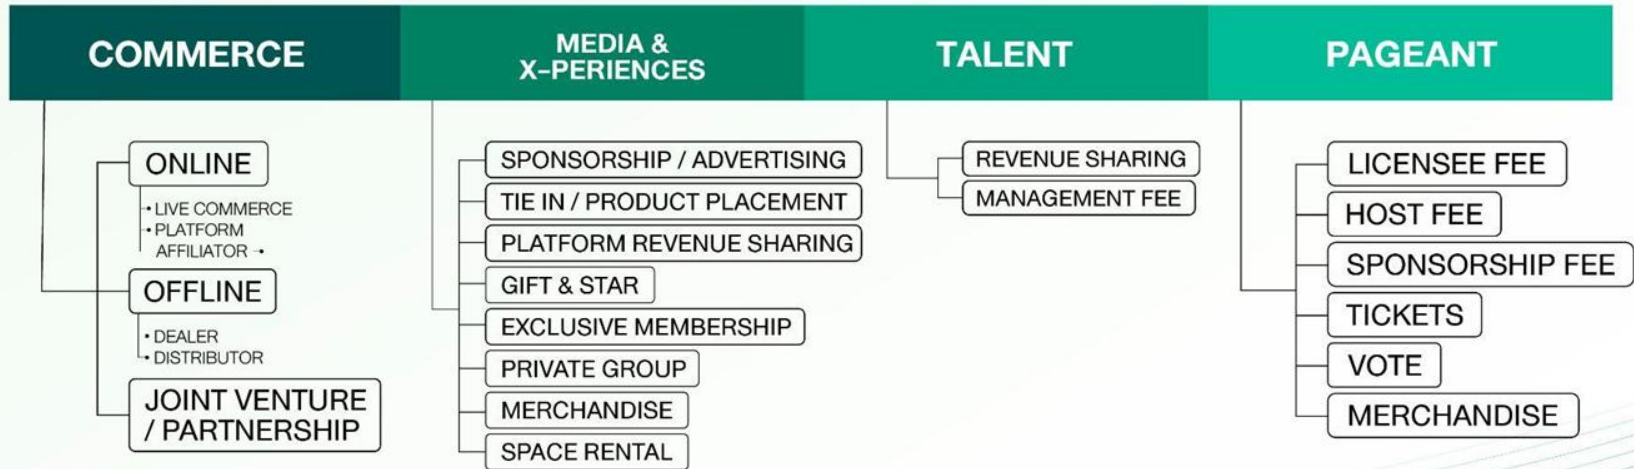 COMMERCE
MEDIA &
X-PERIENCES
TALENT
PAGEANT
ONLINE
• LIVE COMMERCE
• PLATFORM
AFFILIATOR
OFFLINE
• DEALER
• DISTRIBUTOR
JOINT VENTURE
/ PARTNERSHIP
SPONSORSHIP / ADVERTISING
TIE IN / PRODUCT PLACEMENT
PLATFORM REVENUE SHARING
GIFT & STAR
EXCLUSIVE MEMBERSHIP
PRIVATE GROUP
MERCHANDISE
SPACE RENTAL
REVENUE SHARING
MANAGEMENT FEE
LICENSEE FEE
HOST FEE
SPONSORSHIP FEE
TICKETS
VOTE
MERCHANDISE